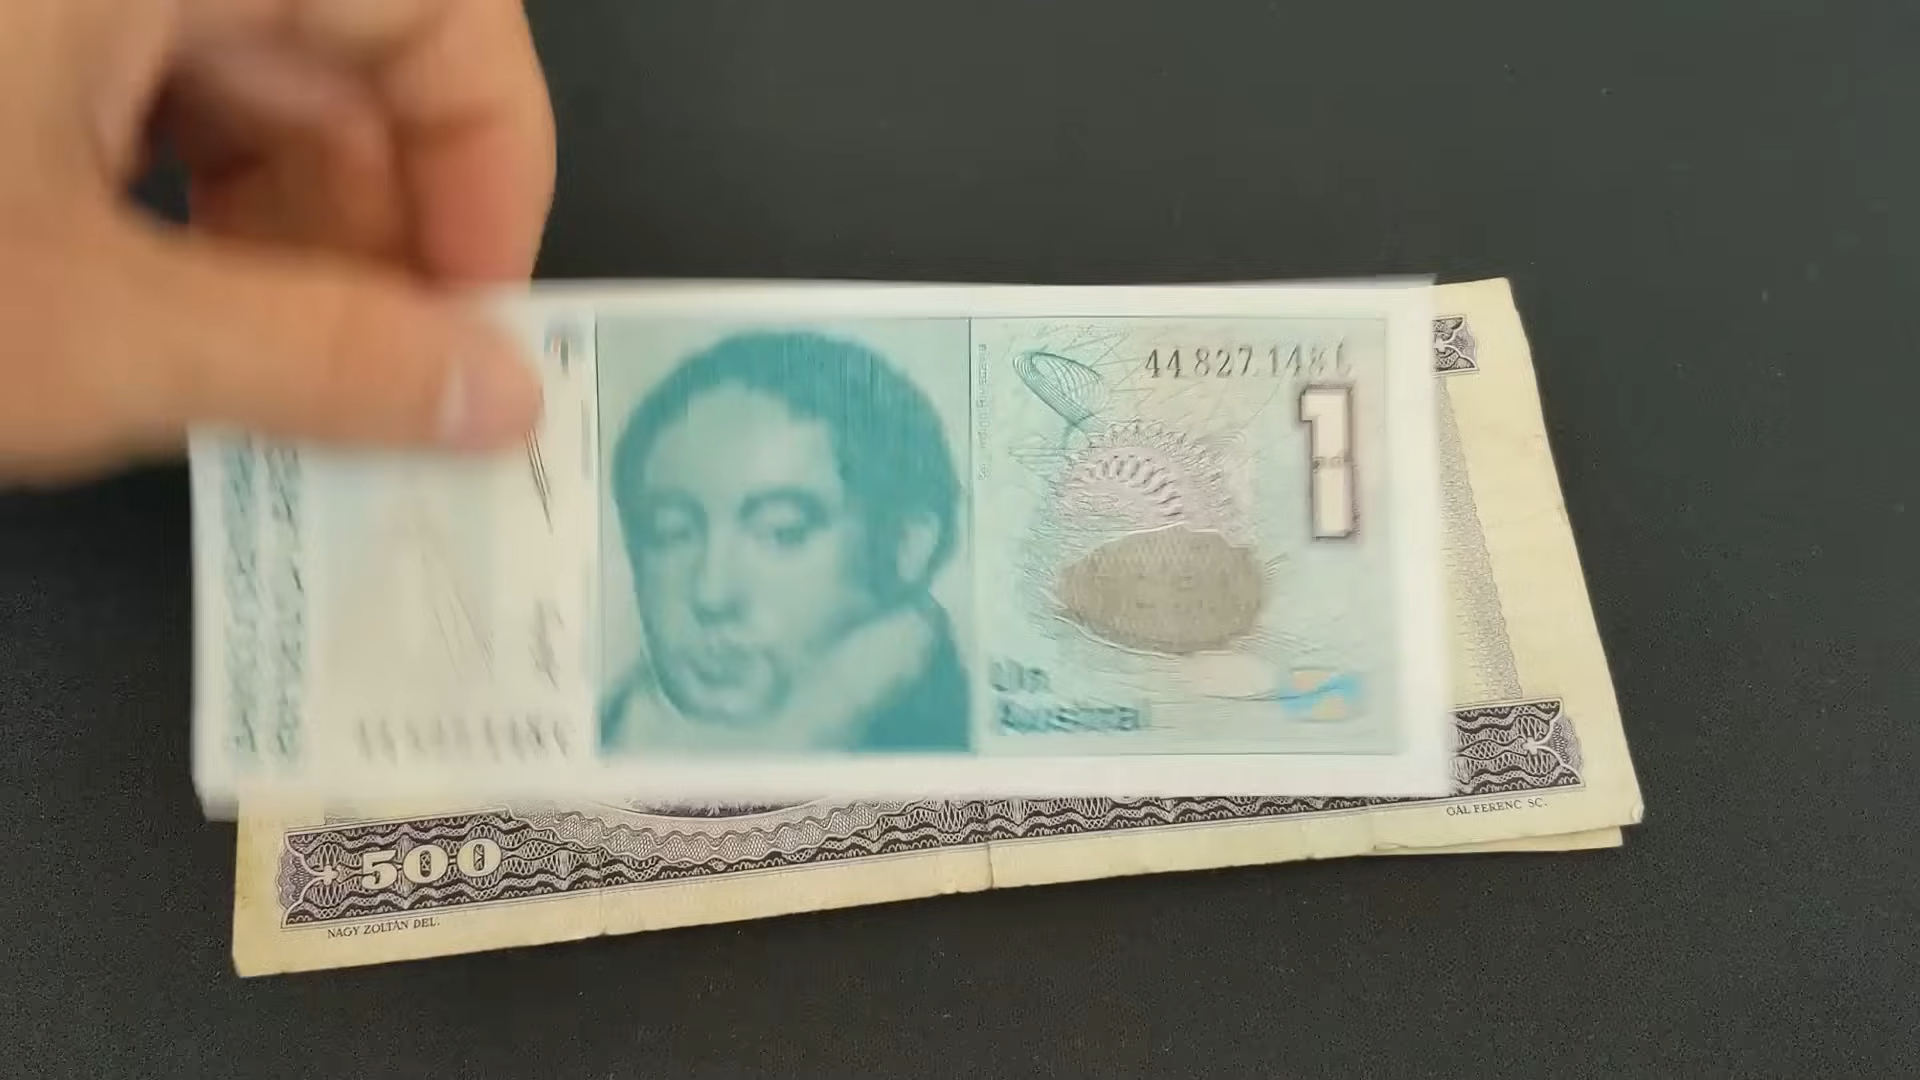 44.827.148
1
Un
Austral
500
NAGY ZOLTÁN DEL.
GÁL FERENC SC.